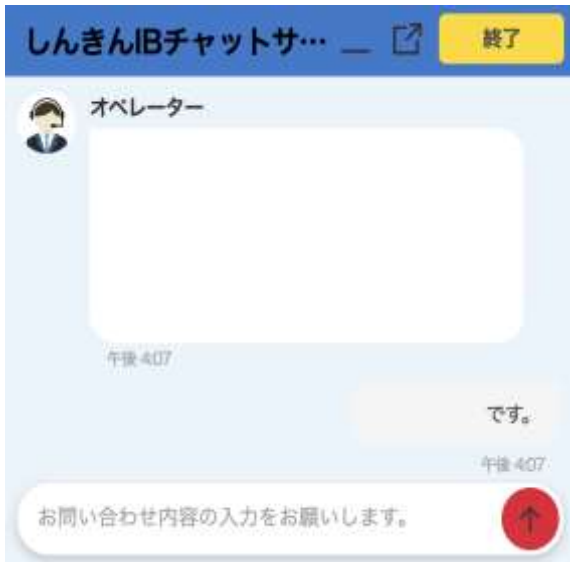 しんきんIBチャットサ…
終了
オペレーター
午後 4:07
です。
午後 4:07
お問い合わせ内容の入力をお願いします。